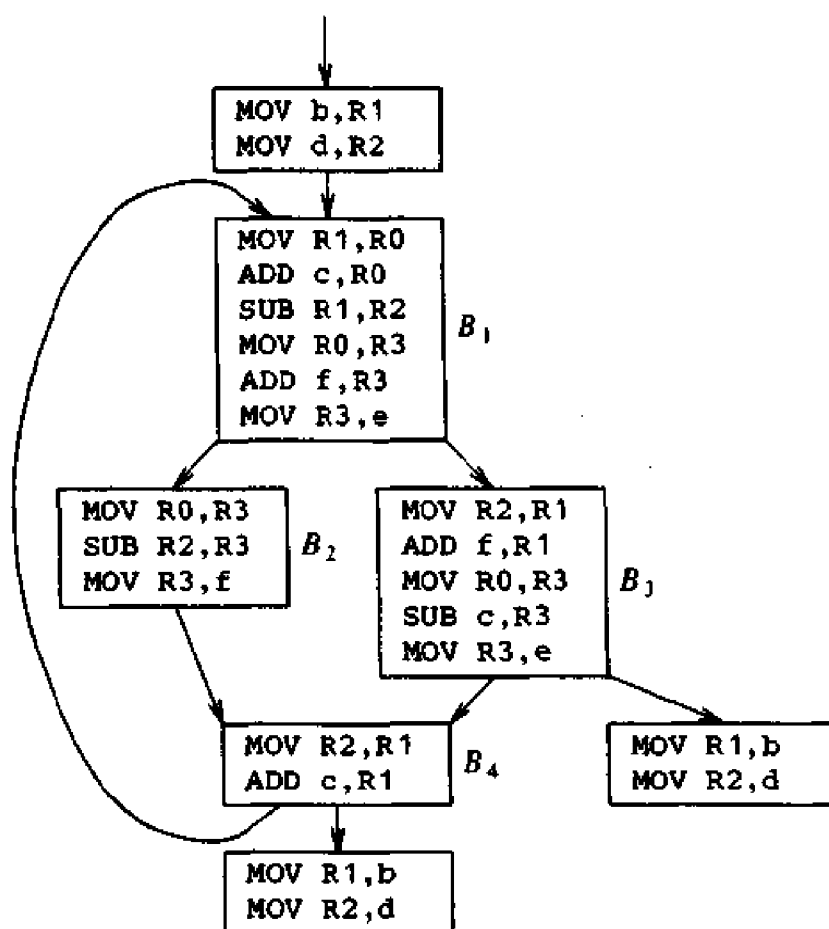 MOV b,R1
MOV d,R2
MOV R1,R0
ADD c,R0
SUB R1,R2
MOV R0,R3
ADD f,R3
MOV R3,e
B1
MOV R0,R3
SUB R2,R3
MOV R3,f
B2
MOV R2,R1
ADD f,R1
MOV R0,R3
SUB c,R3
MOV R3,e
B3
MOV R2,R1
ADD c,R1
B4
MOV R1,b
MOV R2,d
MOV R1,b
MOV R2,d